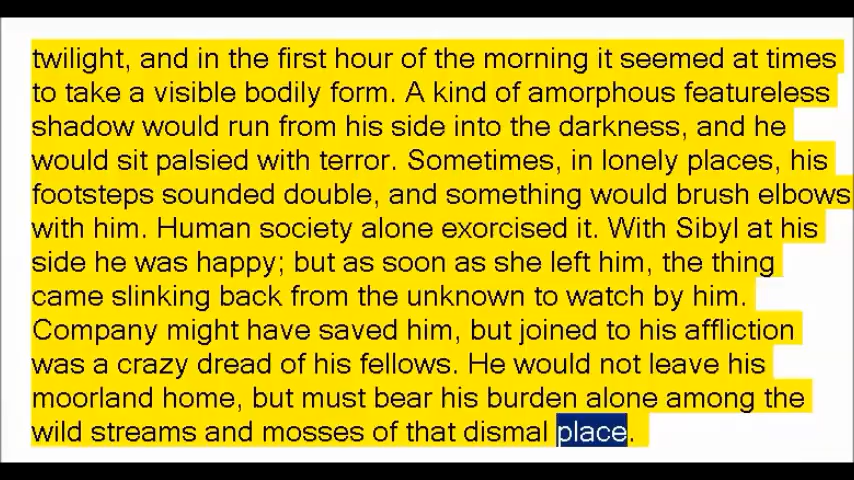 twilight, and in the first hour of the morning it seemed at times
to take a visible bodily form. A kind of amorphous featureless
shadow would run from his side into the darkness, and he
would sit palsied with terror. Sometimes, in lonely places, his
footsteps sounded double, and something would brush elbows
with him. Human society alone exorcised it. With Sibyl at his
side he was happy; but as soon as she left him, the thing
came slinking back from the unknown to watch by him.
Company might have saved him, but joined to his affliction
was a crazy dread of his fellows. He would not leave his
moorland home, but must bear his burden alone among the
wild streams and mosses of that dismal place.